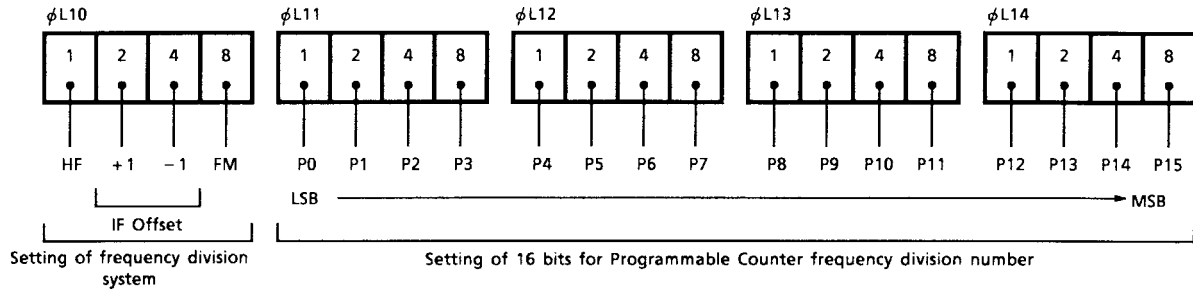 φL10 φL11 φL12 φL13 φL14
1 2 4 8 1 2 4 8 1 2 4 8 1 2 4 8 1 2 4 8
HF +1 −1 FM P0 P1 P2 P3 P4 P5 P6 P7 P8 P9 P10 P11 P12 P13 P14 P15
LSB MSB
IF Offset
Setting of frequency division
system
Setting of 16 bits for Programmable Counter frequency division number